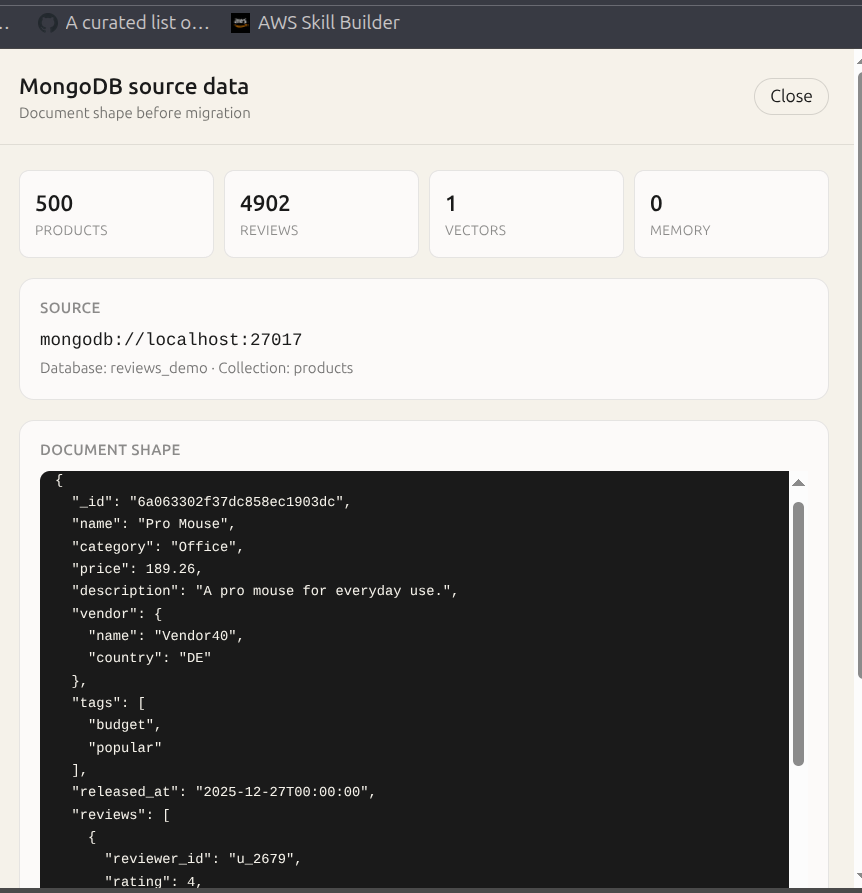 A curated list o...
aws AWS Skill Builder
MongoDB source data
Document shape before migration
Close
500
PRODUCTS
4902
REVIEWS
1
VECTORS
0
MEMORY
SOURCE
mongodb://localhost:27017
Database: reviews_demo · Collection: products
DOCUMENT SHAPE
{
  "_id": "6a063302f37dc858ec1903dc",
  "name": "Pro Mouse",
  "category": "Office",
  "price": 189.26,
  "description": "A pro mouse for everyday use.",
  "vendor": {
    "name": "Vendor40",
    "country": "DE"
  },
  "tags": [
    "budget",
    "popular"
  ],
  "released_at": "2025-12-27T00:00:00",
  "reviews": [
    {
      "reviewer_id": "u_2679",
      "rating": 4,